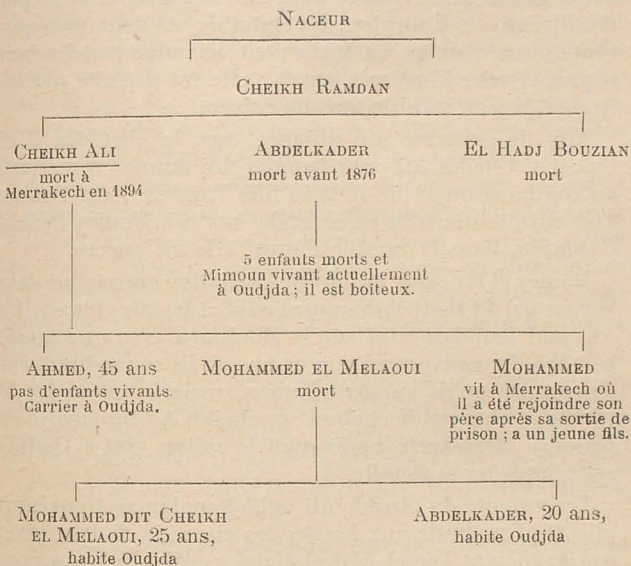 NACEUR
CHEIKH RAMDAN
CHEIKH ALI
mort à
Merrakech en 1894
ABDELKADER
mort avant 1876
EL HADJ BOUZIAN
mort
5 enfants morts et
Mimoun vivant actuellement
à Oudjda ; il est boiteux.
AHMED, 45 ans
pas d'enfants vivants.
Carrier à Oudjda.
MOHAMMED EL MELAOUI
mort
MOHAMMED
vit à Merrakech où
il a été rejoindre son
père après sa sortie de
prison ; a un jeune fils.
MOHAMMED DIT CHEIKH
EL MELAOUI, 25 ans,
habite Oudjda
ABDELKADER, 20 ans,
habite Oudjda